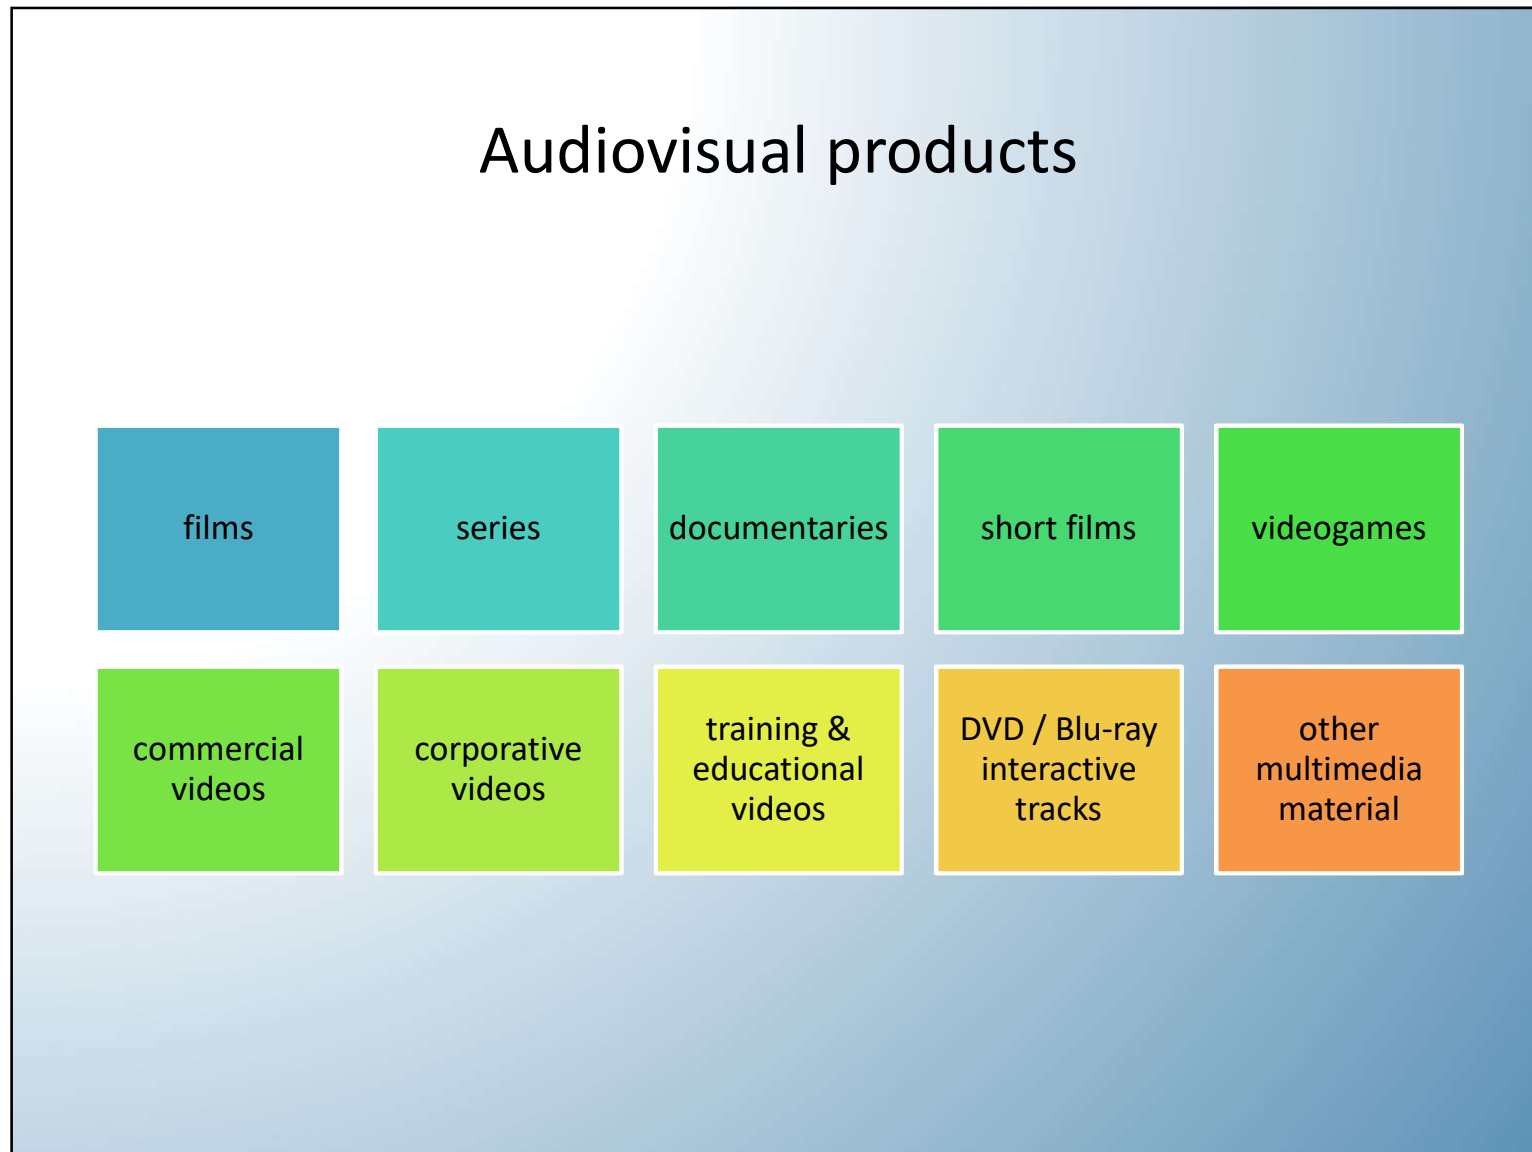 Audiovisual products
films
series
documentaries
short films
videogames
commercial
videos
corporative
videos
training &
educational
videos
DVD / Blu-ray
interactive
tracks
other
multimedia
material